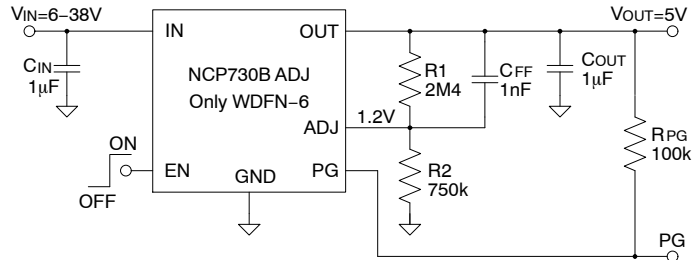 VIN=6–38V
VOUT=5V
IN
OUT
CIN
1μF
NCP730B ADJ
Only WDFN–6
R1
2M4
CFF
1nF
COUT
1μF
1.2V
ADJ
RPG
100k
ON
OFF
EN
GND
PG
R2
750k
PG